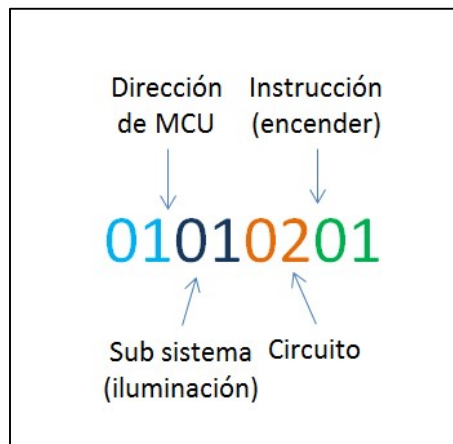 Dirección
de MCU
Instrucción
(encender)
01010201
Sub sistema
(iluminación)
Circuito